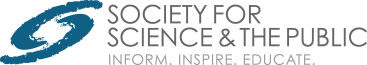 SOCIETY FOR
SCIENCE & THE PUBLIC
INFORM. INSPIRE. EDUCATE.